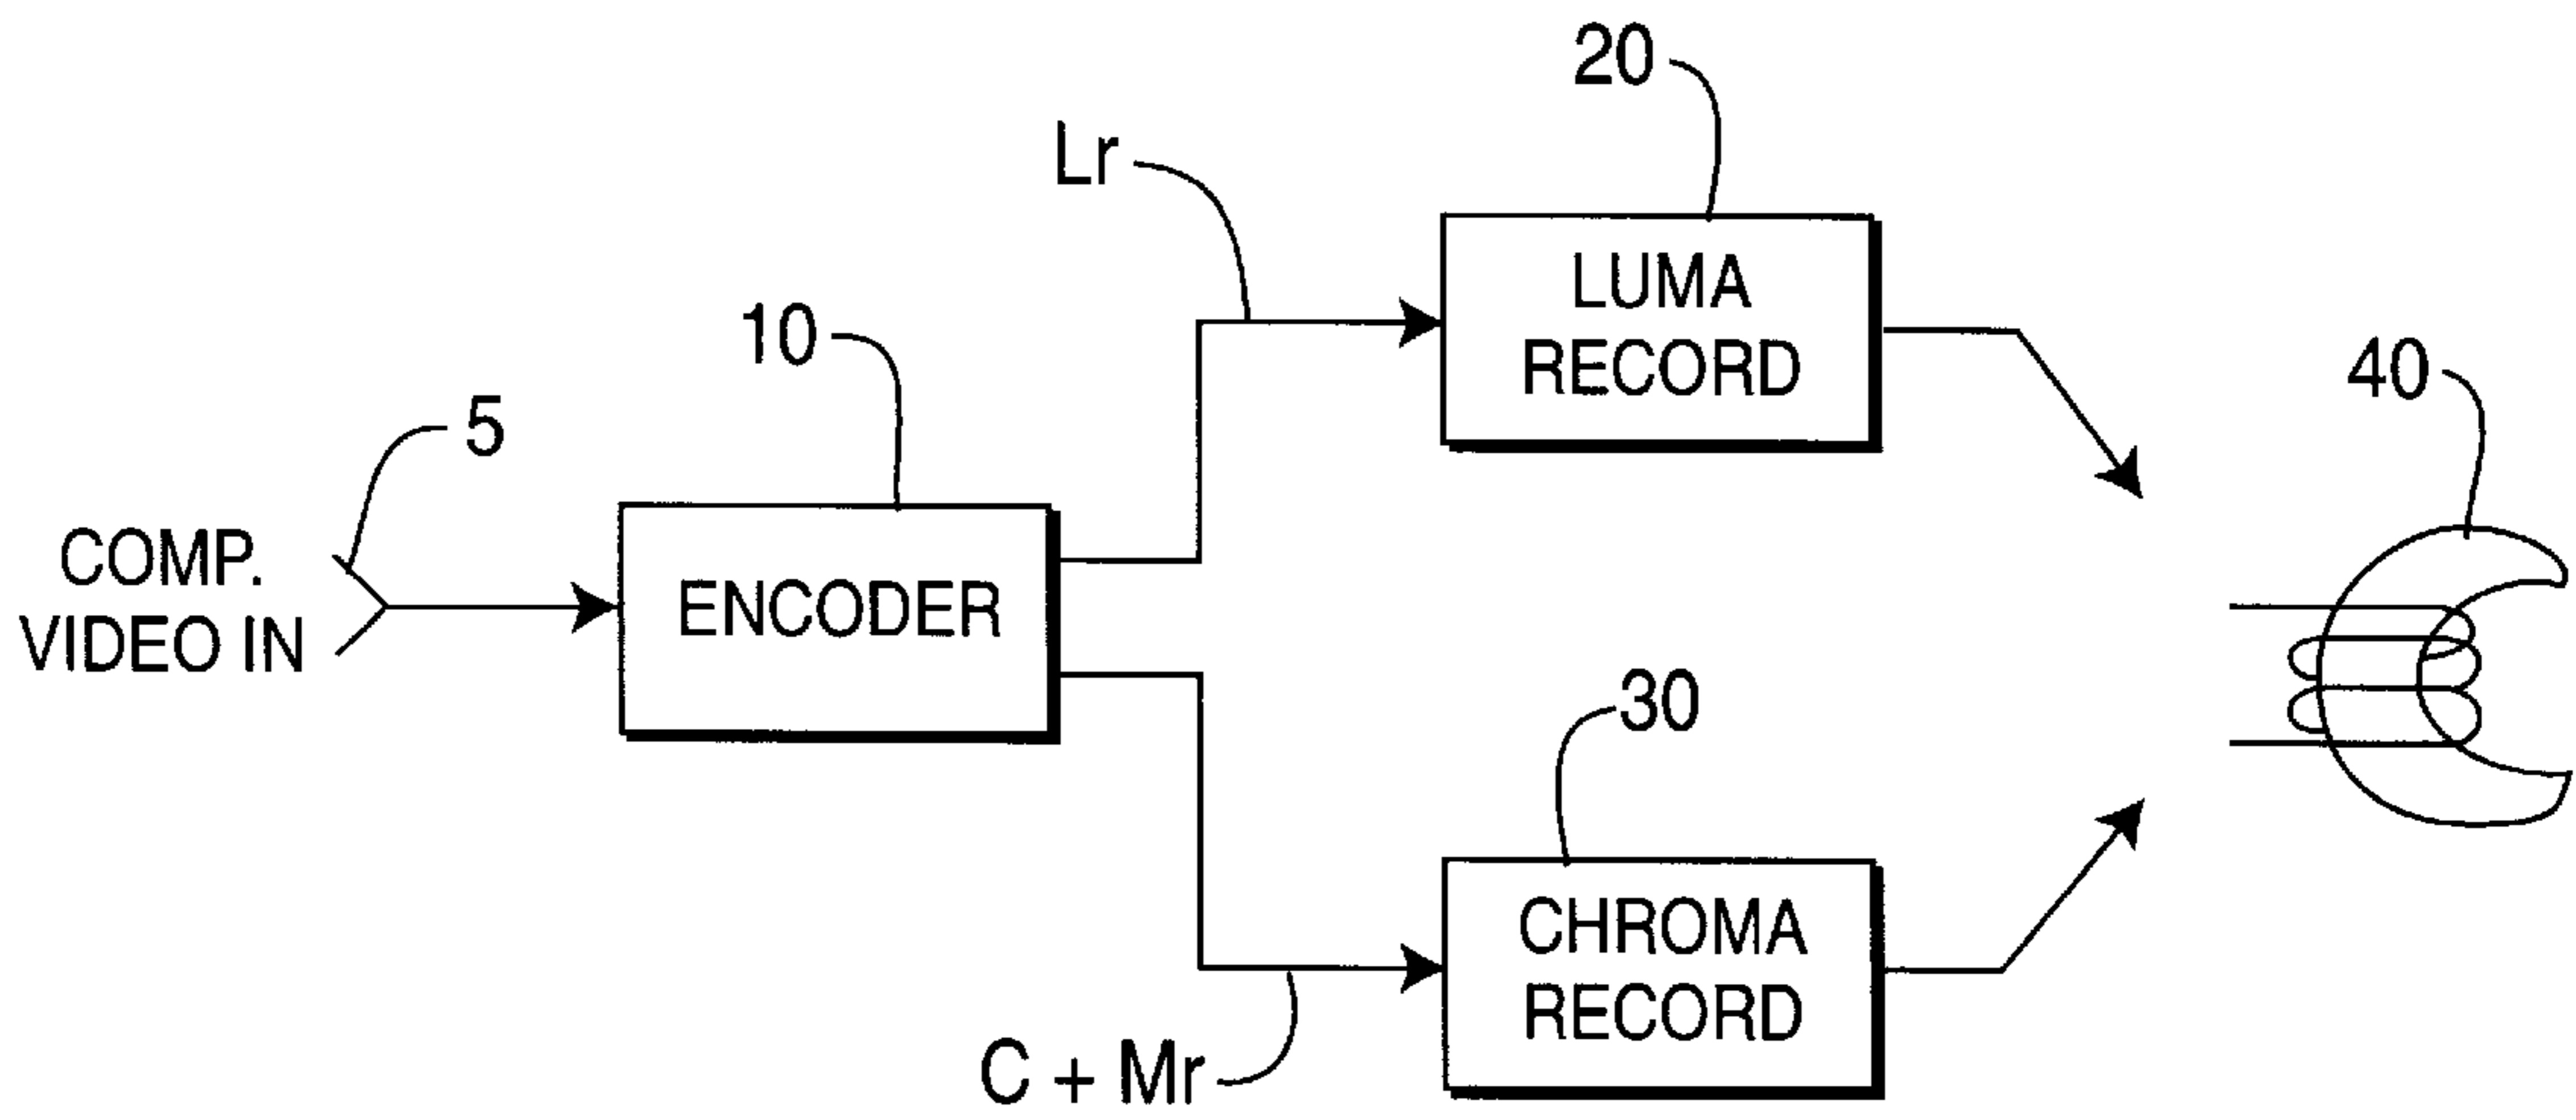 20
Lr
LUMA
RECORD
10
40
5
COMP.
VIDEO IN
ENCODER
30
CHROMA
RECORD
C + Mr